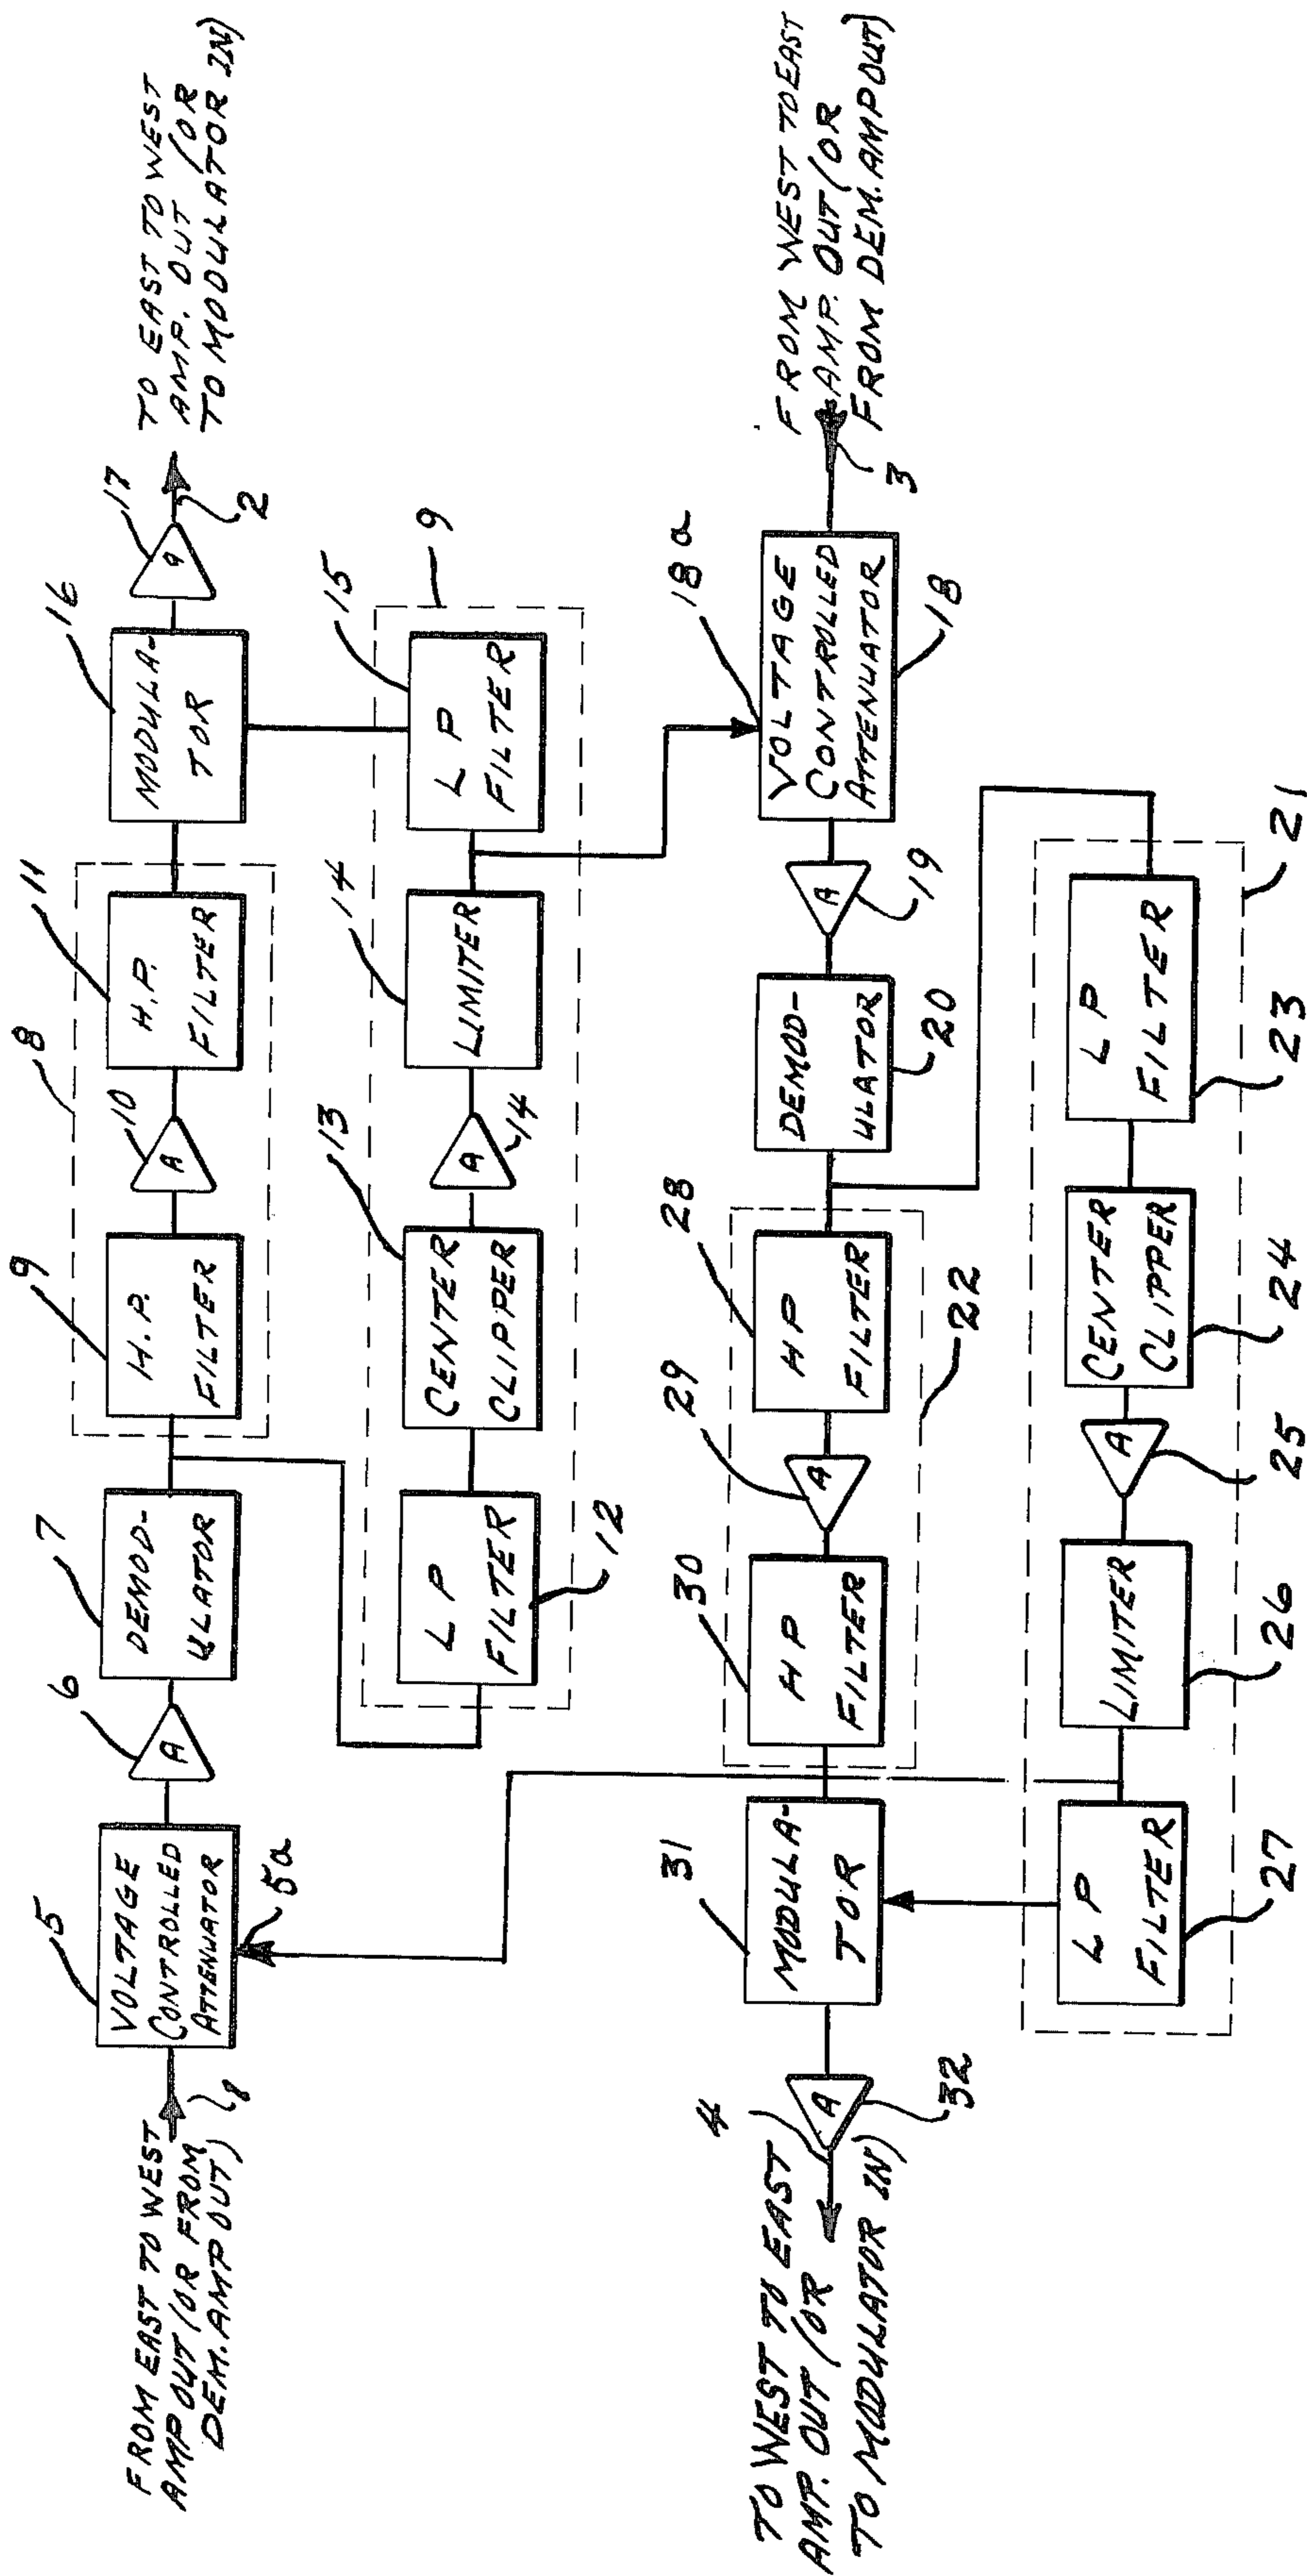 FROM EAST TO WEST
AMP OUT (OR FROM
DEM. AMP OUT)
1
5
VOLTAGE
CONTROLLED
ATTENUATOR
5a
6
A
7
DEMOD-
ULATOR
8
9
H.P.
FILTER
10
A
11
H.P.
FILTER
16
MODULA-
TOR
17
A
2
TO EAST TO WEST
AMP. OUT (OR
TO MODULATOR IN)
LP
FILTER
12
13
CENTER
CLIPPER
A
14
14
LIMITER
15
LP
FILTER
9
TO WEST TO EAST
AMP. OUT (OR
TO MODULATOR IN)
4
A
32
31
MODULA-
TOR
30
HP
FILTER
29
A
28
HP
FILTER
22
DEMOD-
ULATOR
20
A
19
18a
VOLTAGE
CONTROLLED
ATTENUATOR
18
3
FROM WEST TO EAST
AMP. OUT (OR
FROM DEM. AMP OUT)
LP
FILTER
27
LIMITER
26
A
25
CENTER
CLIPPER
24
LP
FILTER
23
21